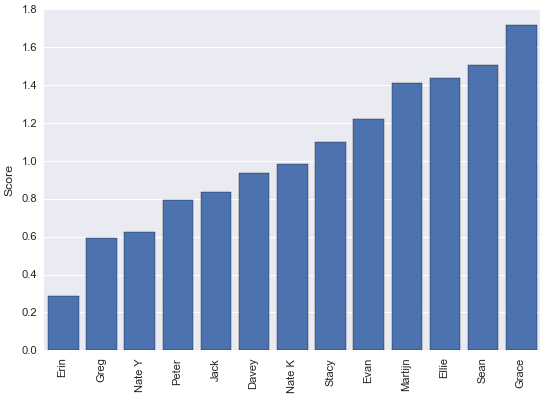 1.8
1.6
1.4
1.2
1.0
0.8
0.6
0.4
0.2
0.0
Score
Erin
Greg
Nate Y
Peter
Jack
Davey
Nate K
Stacy
Evan
Martijn
Ellie
Sean
Grace